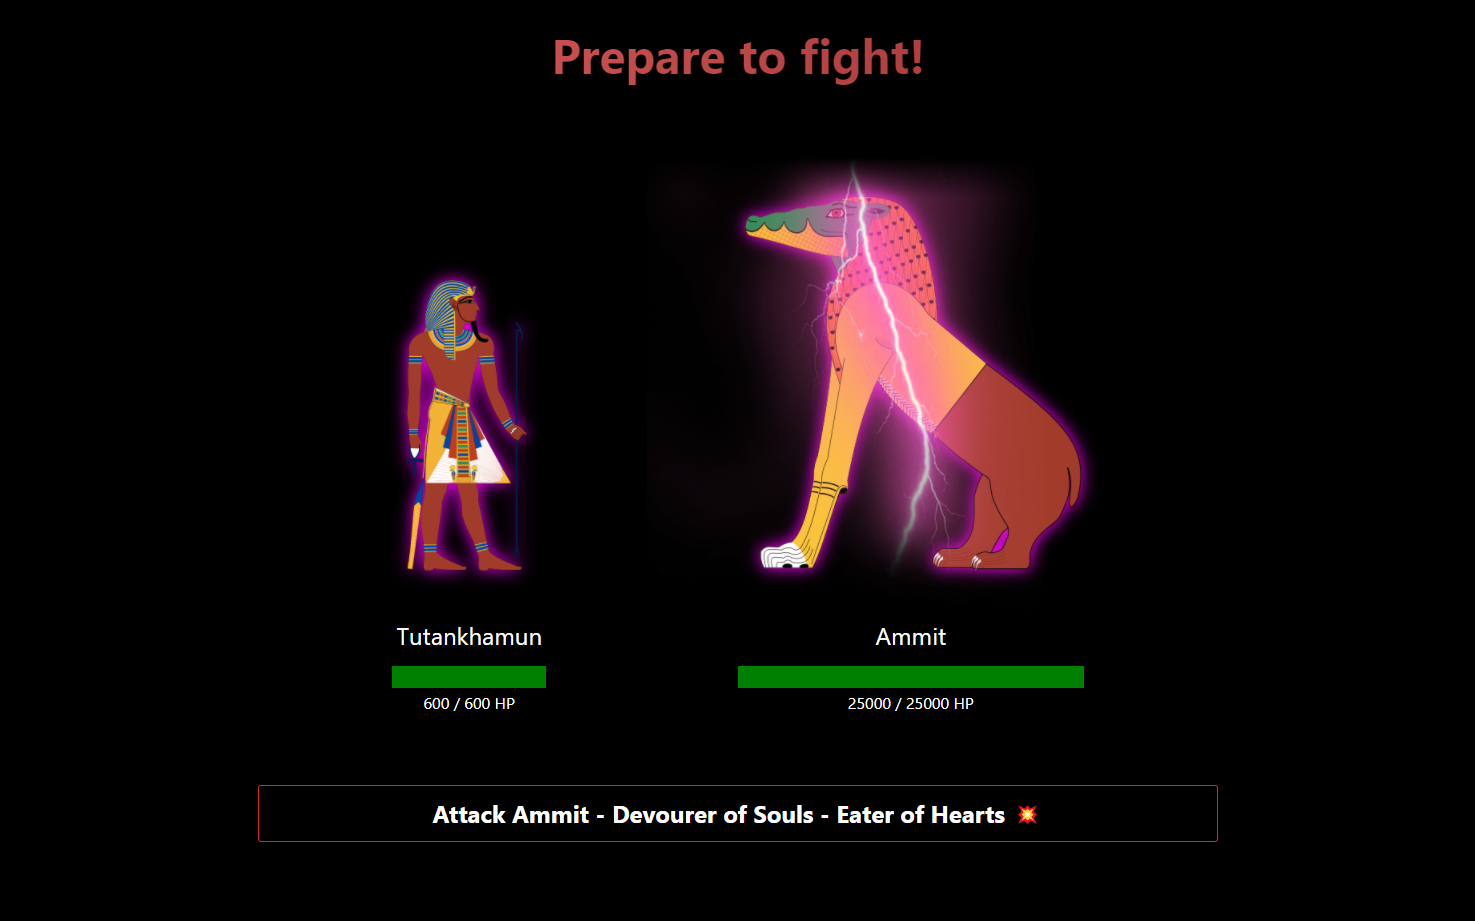 Prepare to fight!
Tutankhamun
Ammit
600 / 600 HP
25000 / 25000 HP
Attack Ammit - Devourer of Souls - Eater of Hearts 💥